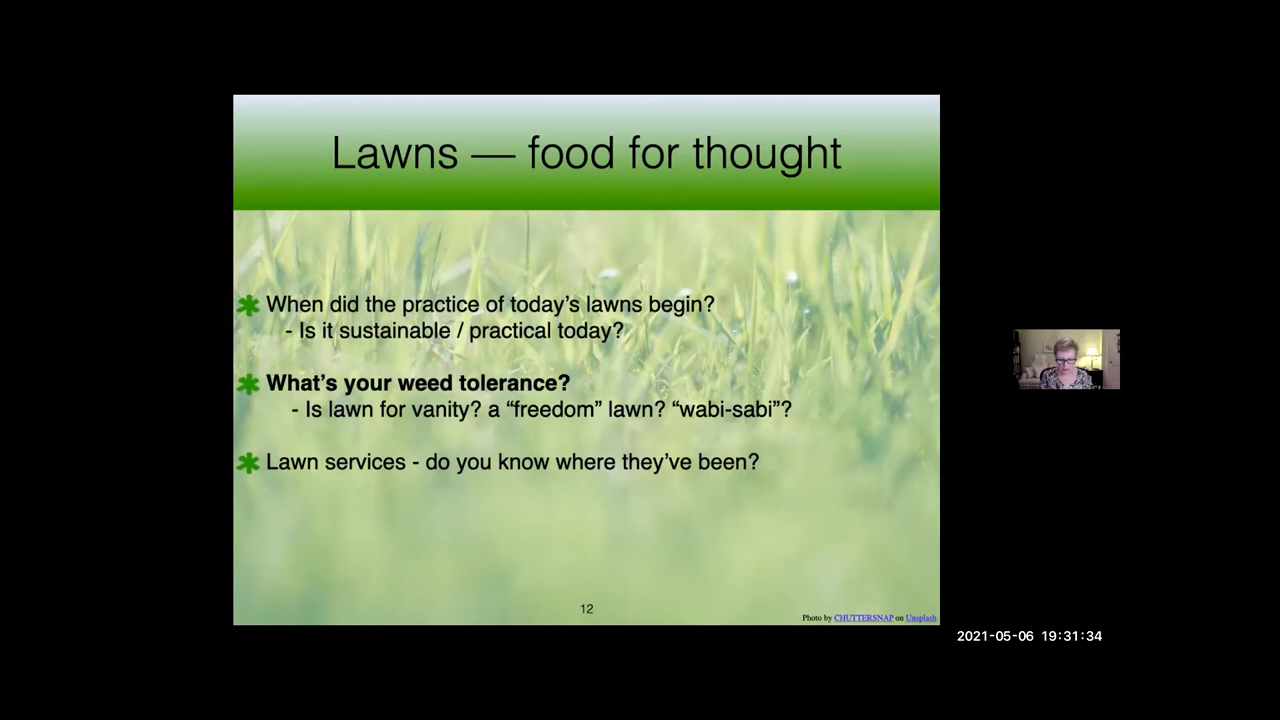 Lawns — food for thought
When did the practice of today’s lawns begin?
- Is it sustainable / practical today?
What’s your weed tolerance?
- Is lawn for vanity? a “freedom” lawn? “wabi-sabi”?
Lawn services - do you know where they’ve been?
12
Photo by CHUTTERSNAP on Unsplash
2021-05-06 19:31:34